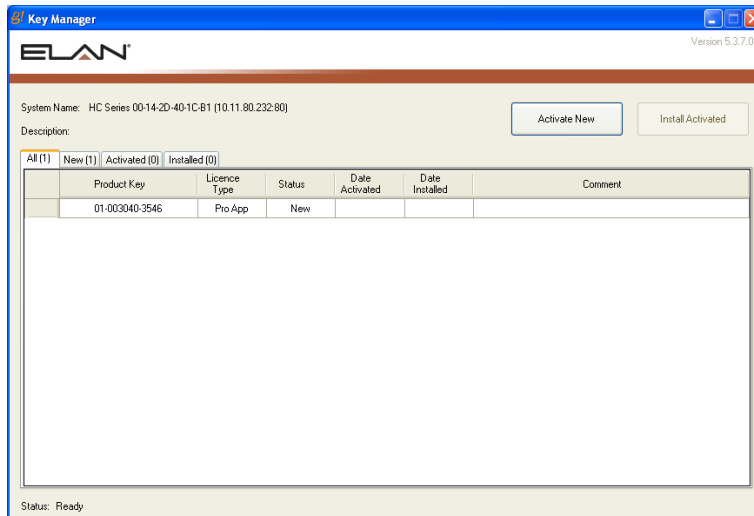 g! Key Manager
ELAN
Version 5.3.7.0
System Name: HC Series 00-14-2D-40-1C-B1 (10.11.80.232:80)
Activate New
Install Activated
Description:
All (1) New (1) Activated (0) Installed (0)
Product Key Licence Type Status Date Activated Date Installed Comment
01-003040-3546 Pro App New
Status: Ready